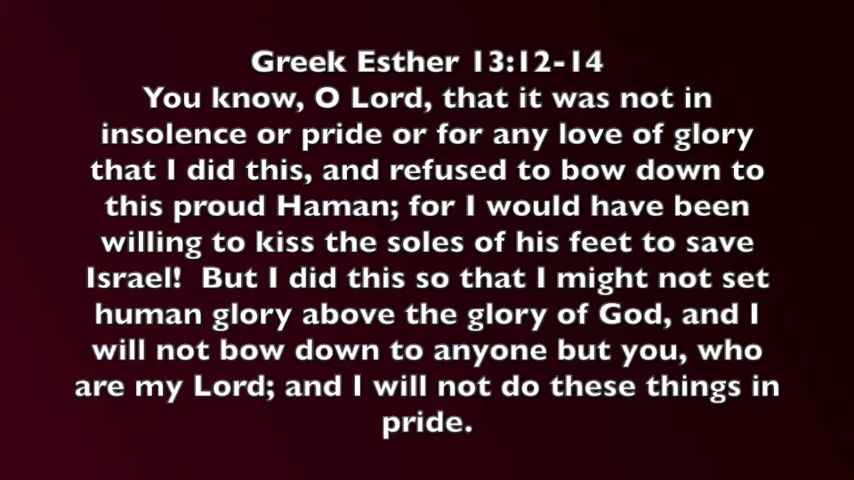 Greek Esther 13:12-14
You know, O Lord, that it was not in
insolence or pride or for any love of glory
that I did this, and refused to bow down to
this proud Haman; for I would have been
willing to kiss the soles of his feet to save
Israel!  But I did this so that I might not set
human glory above the glory of God, and I
will not bow down to anyone but you, who
are my Lord; and I will not do these things in
pride.